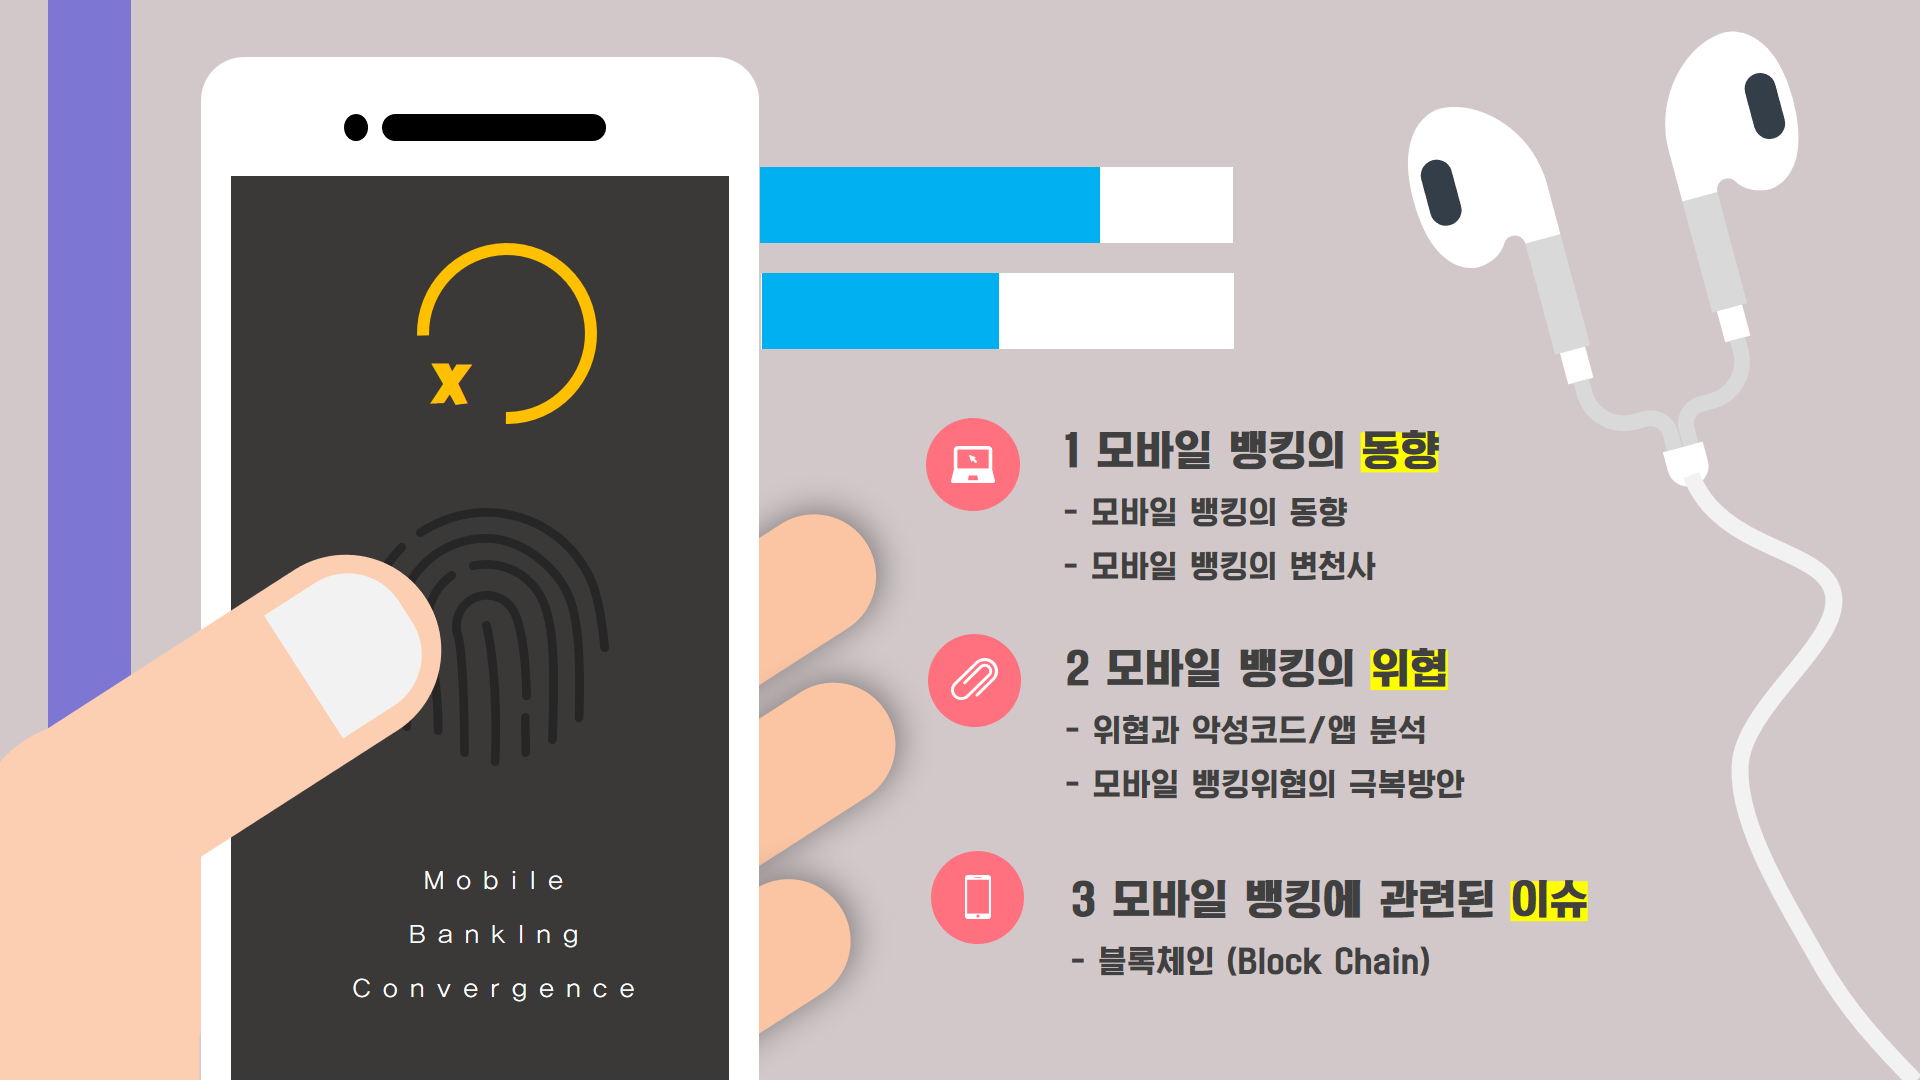 x
Mobile
BankIng
Convergence
1 모바일 뱅킹의 동향
- 모바일 뱅킹의 동향
- 모바일 뱅킹의 변천사
2 모바일 뱅킹의 위협
- 위협과 악성코드/앱 분석
- 모바일 뱅킹위협의 극복방안
3 모바일 뱅킹에 관련된 이슈
- 블록체인 (Block Chain)